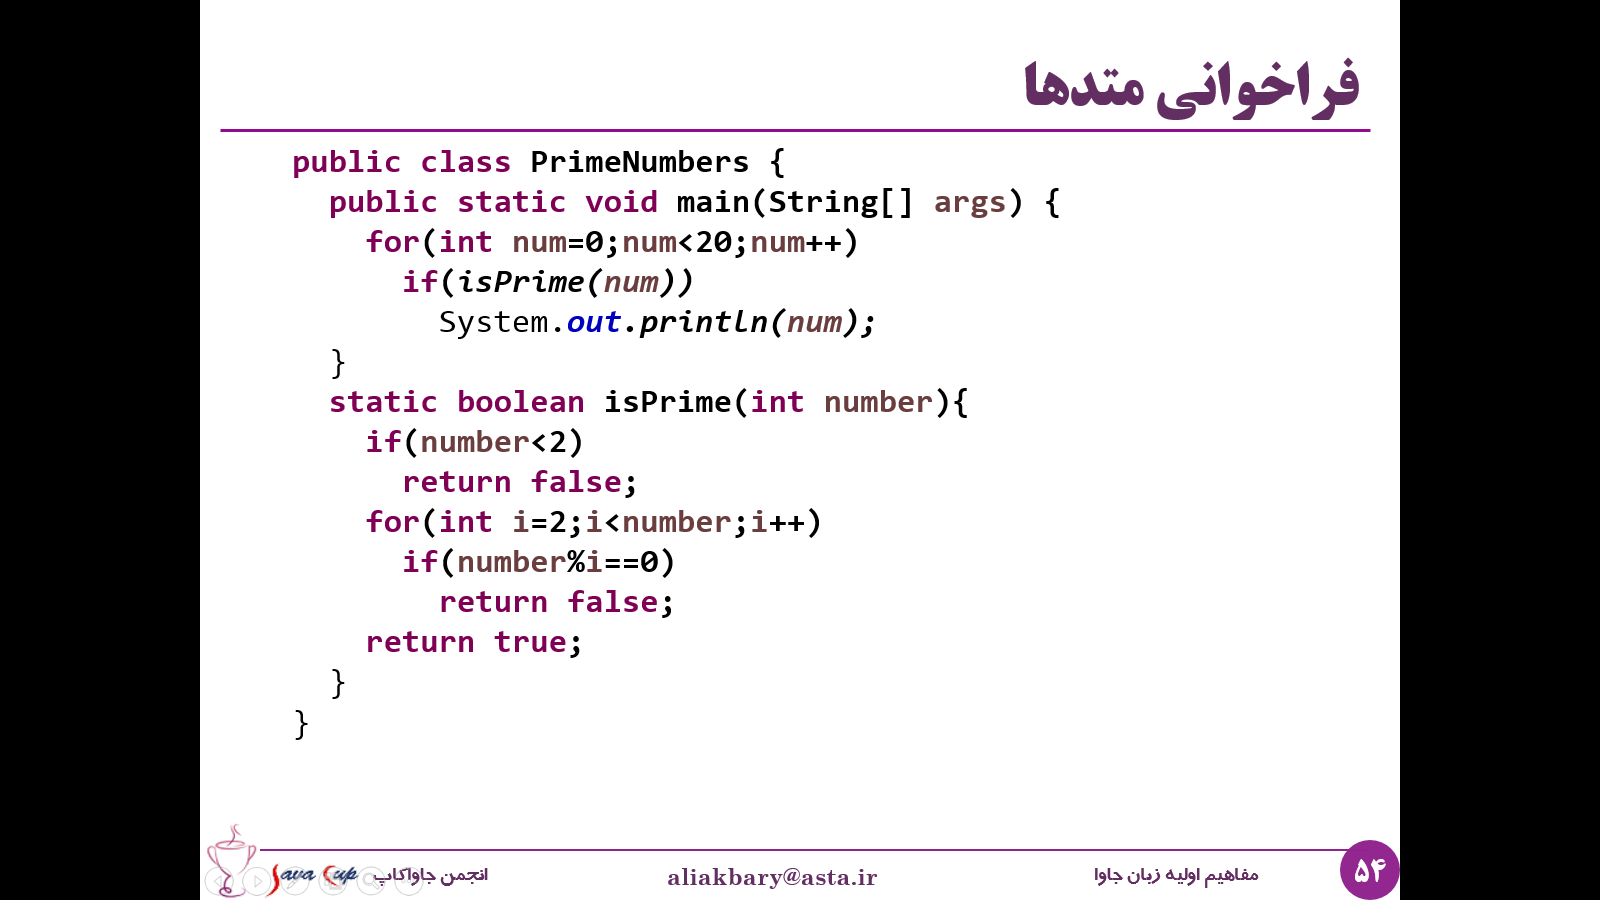 فراخوانی متدها
public class PrimeNumbers {
public static void main(String[] args) {
for(int num=0;num<20;num++)
if(isPrime(num))
System.out.println(num);
}
static boolean isPrime(int number){
if(number<2)
return false;
for(int i=2;i<number;i++)
if(number%i==0)
return false;
return true;
}
}
Java Cup انجمن جاواکاپ
aliakbary@asta.ir
مفاهیم اولیه زبان جاوا
۵۴